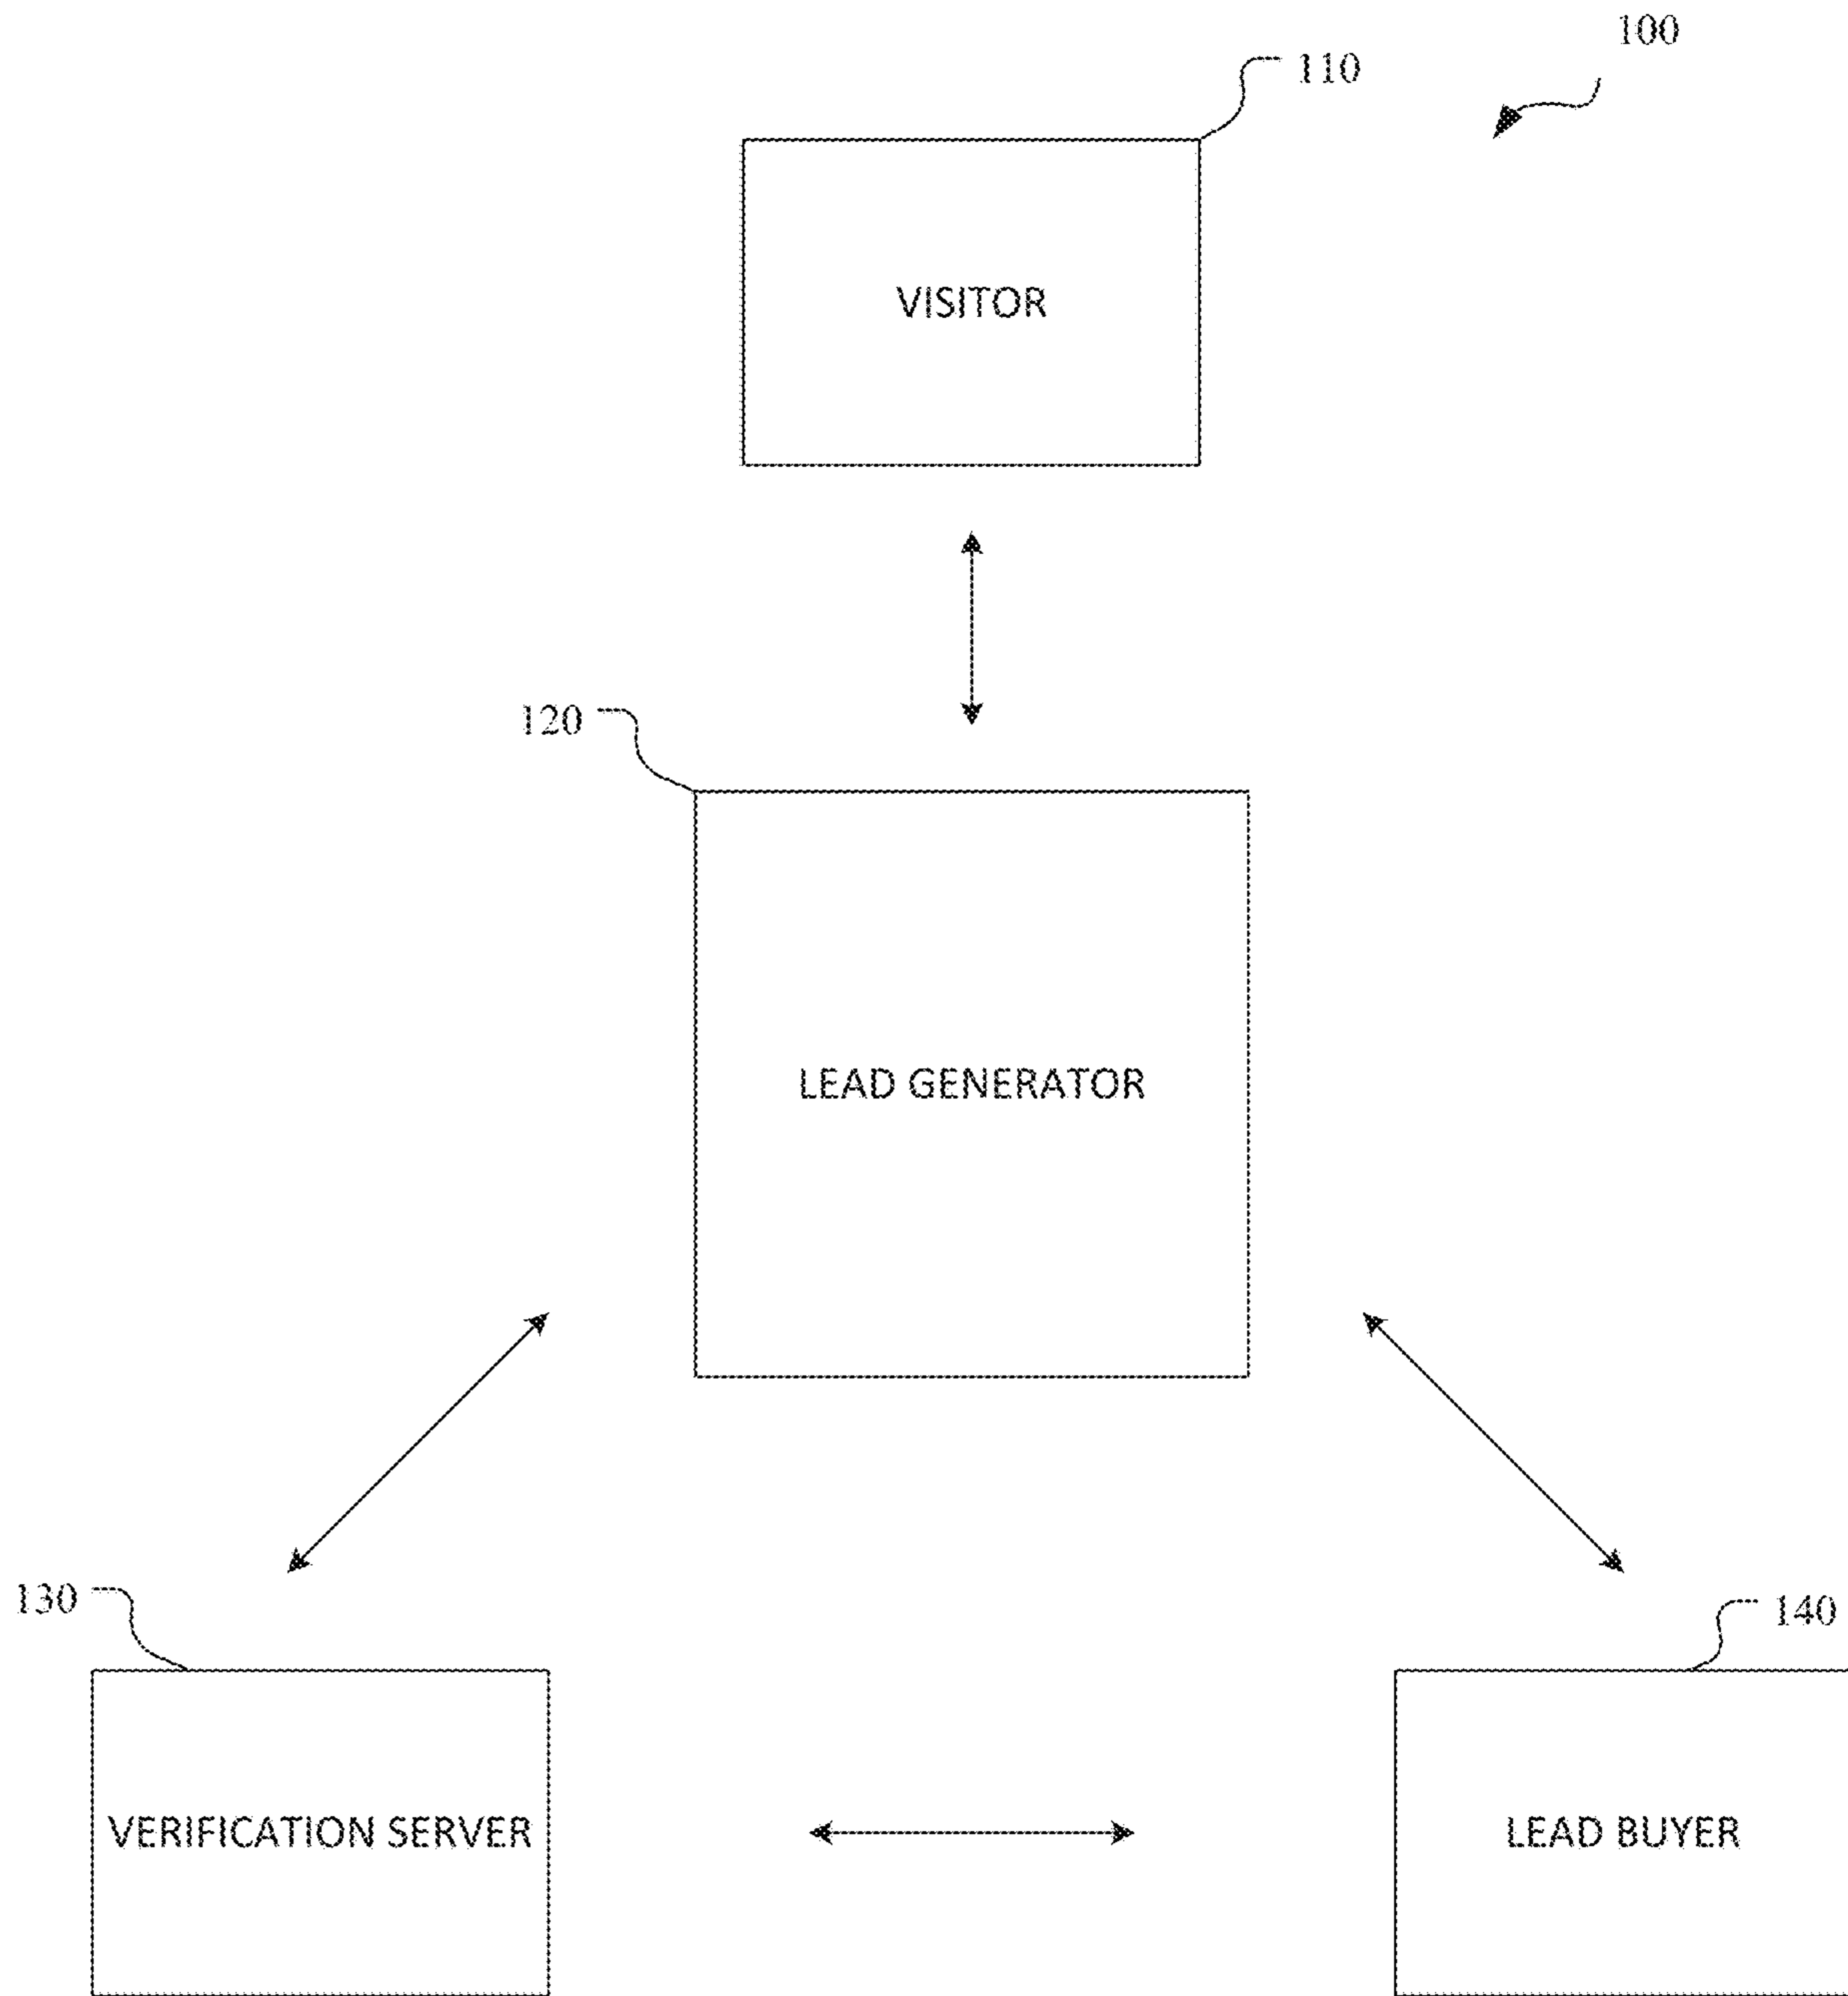 100
110
VISITOR
120
LEAD GENERATOR
130
140
VERIFICATION SERVER
LEAD BUYER